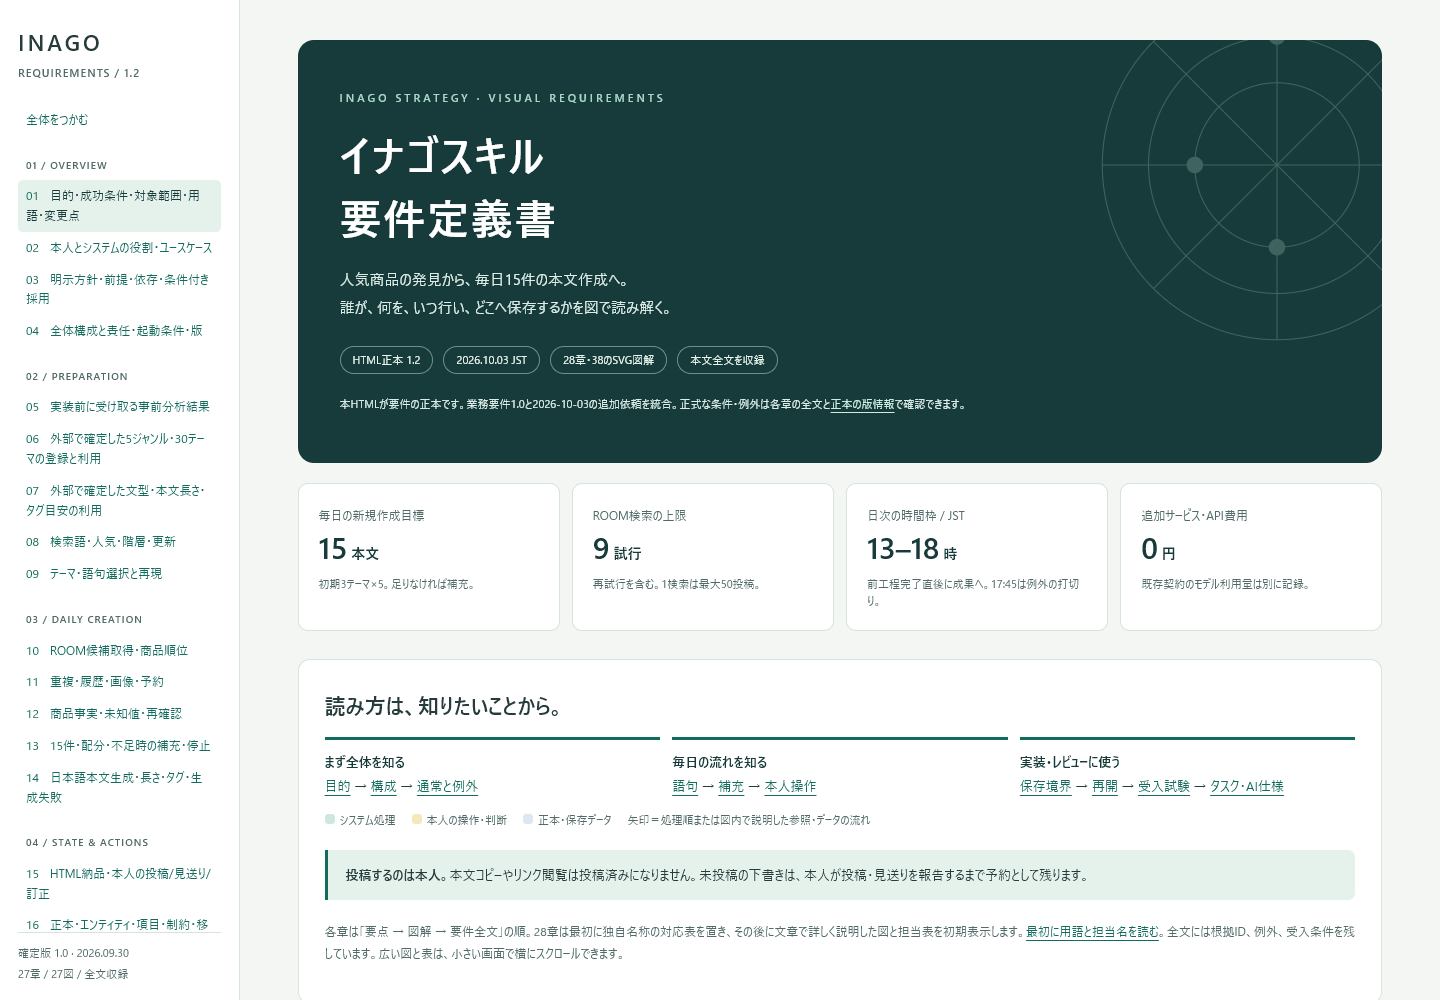 INAGO
REQUIREMENTS / 1.2
全体をつかむ
01 / OVERVIEW
01 目的・成功条件・対象範囲・用
語・変更点
02 本人とシステムの役割・ユースケース
03 明示方針・前提・依存・条件付き
採用
04 全体構成と責任・起動条件・版
02 / PREPARATION
05 実装前に受け取る事前分析結果
06 外部で確定した5ジャンル・30テー
マの登録と利用
07 外部で確定した文型・本文長さ・
タグ目安の利用
08 検索語・人気・階層・更新
09 テーマ・語句選択と再現
03 / DAILY CREATION
10 ROOM候補取得・商品順位
11 重複・履歴・画像・予約
12 商品事実・未知値・再確認
13 15件・配分・不足時の補充・停止
14 日本語本文生成・長さ・タグ・生
成失敗
04 / STATE & ACTIONS
15 HTML納品・本人の投稿/見送り/
訂正
16 正本・エンティティ・項目・制約・移
確定版 1.0 · 2026.09.30
27章 / 27図 / 全文収録
INAGO STRATEGY · VISUAL REQUIREMENTS
イナゴスキル
要件定義書
人気商品の発見から、毎日15件の本文作成へ。
誰が、何を、いつ行い、どこへ保存するかを図で読み解く。
HTML正本 1.2
2026.10.03 JST
28章・38のSVG図解
本文全文を収録
本HTMLが要件の正本です。業務要件1.0と2026-10-03の追加依頼を統合。正式な条件・例外は各章の全文と正本の版情報で確認できます。
毎日の新規作成目標
15 本文
初期3テーマ×5。足りなければ補充。
ROOM検索の上限
9 試行
再試行を含む。1検索は最大50投稿。
日次の時間枠 / JST
13–18 時
前工程完了直後に成果へ。17:45は例外の打切
り。
追加サービス・API費用
0 円
既存契約のモデル利用量は別に記録。
読み方は、知りたいことから。
まず全体を知る
目的 → 構成 → 通常と例外
毎日の流れを知る
語句 → 補充 → 本人操作
実装・レビューに使う
保存境界 → 再開 → 受入試験 → タスク・AI仕様
システム処理 本人の操作・判断 正本・保存データ 矢印＝処理順または図内で説明した参照・データの流れ
投稿するのは本人。本文コピーやリンク閲覧は投稿済みになりません。未投稿の下書きは、本人が投稿・見送りを報告するまで予約として残ります。
各章は「要点 → 図解 → 要件全文」の順。28章は最初に独自名称の対応表を置き、その後に文章で詳しく説明した図と担当表を初期表示します。最初に用語と担当名を読む。全文には根拠ID、例外、受入条件を残
しています。広い図と表は、小さい画面で横にスクロールできます。